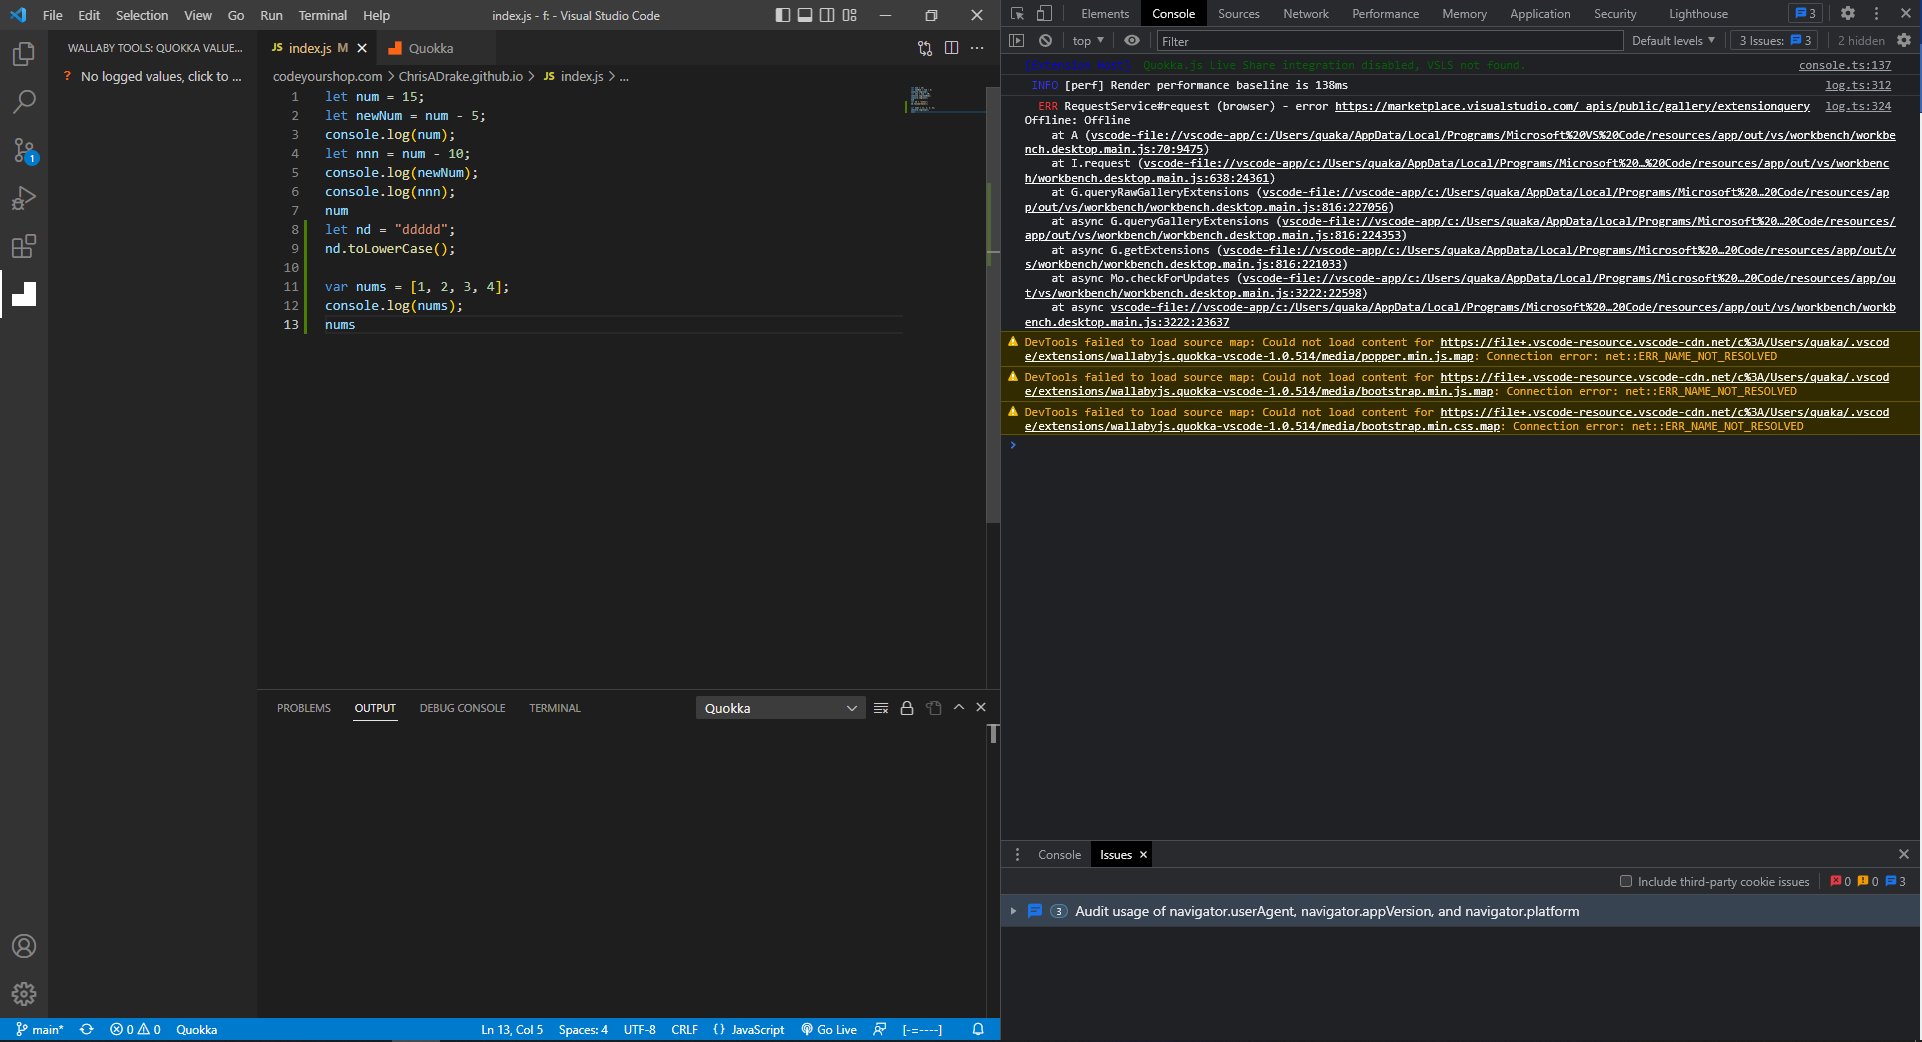 File Edit Selection View Go Run Terminal Help
index.js - f: - Visual Studio Code
WALLABY TOOLS: QUOKKA VALUE...
? No logged values, click to ...
1
JS index.js M
Quokka
codeyourshop.com > ChrisADrake.github.io > JS index.js > ...
1 let num = 15;
2 let newNum = num - 5;
3 console.log(num);
4 let nnn = num - 10;
5 console.log(newNum);
6 console.log(nnn);
7 num
8 let nd = "ddddd";
9 nd.toLowerCase();
10
11 var nums = [1, 2, 3, 4];
12 console.log(nums);
13 nums
PROBLEMS OUTPUT DEBUG CONSOLE TERMINAL
Quokka
main* 0 0 Quokka
Ln 13, Col 5 Spaces: 4 UTF-8 CRLF {} JavaScript Go Live [-=----]
Elements Console Sources Network Performance Memory Application Security Lighthouse 3
top Filter Default levels 3 Issues: 3 2 hidden
[Extension Host] Quokka.js Live Share integration disabled, VSLS not found. console.ts:137
INFO [perf] Render performance baseline is 138ms log.ts:312
ERR RequestService#request (browser) - error https://marketplace.visualstudio.com/_apis/public/gallery/extensionquery log.ts:324
Offline: Offline
at A (vscode-file://vscode-app/c:/Users/quaka/AppData/Local/Programs/Microsoft%20VS%20Code/resources/app/out/vs/workbench/workbe
nch.desktop.main.js:70:9475)
at I.request (vscode-file://vscode-app/c:/Users/quaka/AppData/Local/Programs/Microsoft%20…%20Code/resources/app/out/vs/workbenc
h/workbench.desktop.main.js:638:24361)
at G.queryRawGalleryExtensions (vscode-file://vscode-app/c:/Users/quaka/AppData/Local/Programs/Microsoft%20…20Code/resources/ap
p/out/vs/workbench/workbench.desktop.main.js:816:227056)
at async G.queryGalleryExtensions (vscode-file://vscode-app/c:/Users/quaka/AppData/Local/Programs/Microsoft%20…20Code/resources/
app/out/vs/workbench/workbench.desktop.main.js:816:224353)
at async G.getExtensions (vscode-file://vscode-app/c:/Users/quaka/AppData/Local/Programs/Microsoft%20…20Code/resources/app/out/v
s/workbench/workbench.desktop.main.js:816:221033)
at async Mo.checkForUpdates (vscode-file://vscode-app/c:/Users/quaka/AppData/Local/Programs/Microsoft%20…20Code/resources/app/ou
t/vs/workbench/workbench.desktop.main.js:3222:22598)
at async vscode-file://vscode-app/c:/Users/quaka/AppData/Local/Programs/Microsoft%20…20Code/resources/app/out/vs/workbench/workb
ench.desktop.main.js:3222:23637
DevTools failed to load source map: Could not load content for https://file+.vscode-resource.vscode-cdn.net/c%3A/Users/quaka/.vscod
e/extensions/wallabyjs.quokka-vscode-1.0.514/media/popper.min.js.map: Connection error: net::ERR_NAME_NOT_RESOLVED
DevTools failed to load source map: Could not load content for https://file+.vscode-resource.vscode-cdn.net/c%3A/Users/quaka/.vscod
e/extensions/wallabyjs.quokka-vscode-1.0.514/media/bootstrap.min.js.map: Connection error: net::ERR_NAME_NOT_RESOLVED
DevTools failed to load source map: Could not load content for https://file+.vscode-resource.vscode-cdn.net/c%3A/Users/quaka/.vscod
e/extensions/wallabyjs.quokka-vscode-1.0.514/media/bootstrap.min.css.map: Connection error: net::ERR_NAME_NOT_RESOLVED
Console Issues
Include third-party cookie issues 0 0 3
3 Audit usage of navigator.userAgent, navigator.appVersion, and navigator.platform